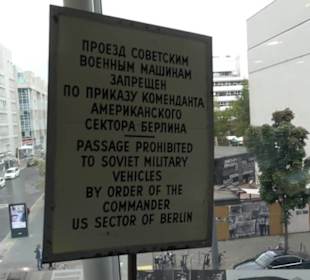 ПРОЕЗД СОВЕТСКИМ
ВОЕННЫМ МАШИНАМ
ЗАПРЕЩЕН
ПО ПРИКАЗУ КОМЕНДАНТА
АМЕРИКАНСКОГО
СЕКТОРА БЕРЛИНА
PASSAGE PROHIBITED
TO SOVIET MILITARY
VEHICLES
BY ORDER OF THE
COMMANDER
US SECTOR OF BERLIN